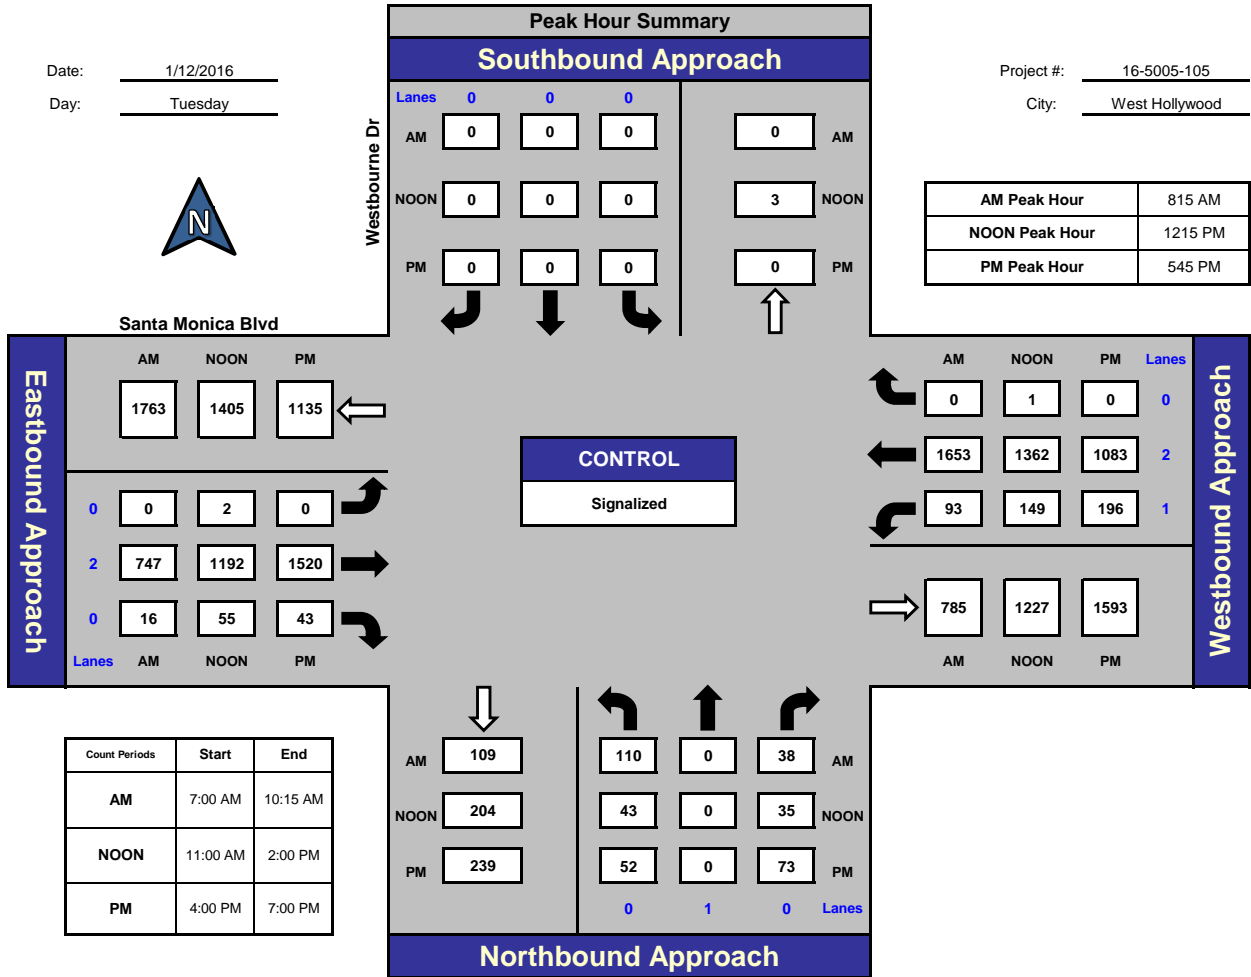 Peak Hour Summary
Southbound Approach
Date: 1/12/2016
Day: Tuesday
Project #: 16-5005-105
City: West Hollywood
N
Westbourne Dr
Lanes 0 0 0
AM 0 0 0 0 AM
NOON 0 0 0 3 NOON
PM 0 0 0 0 PM
AM Peak Hour 815 AM
NOON Peak Hour 1215 PM
PM Peak Hour 545 PM
Santa Monica Blvd
Eastbound Approach
AM NOON PM
1763 1405 1135
0 0 2 0
2 747 1192 1520
0 16 55 43
Lanes AM NOON PM
CONTROL
Signalized
AM NOON PM Lanes
0 1 0 0
1653 1362 1083 2
93 149 196 1
785 1227 1593
AM NOON PM
Westbound Approach
Count Periods Start End
AM 7:00 AM 10:15 AM
NOON 11:00 AM 2:00 PM
PM 4:00 PM 7:00 PM
AM 109 110 0 38 AM
NOON 204 43 0 35 NOON
PM 239 52 0 73 PM
0 1 0 Lanes
Northbound Approach